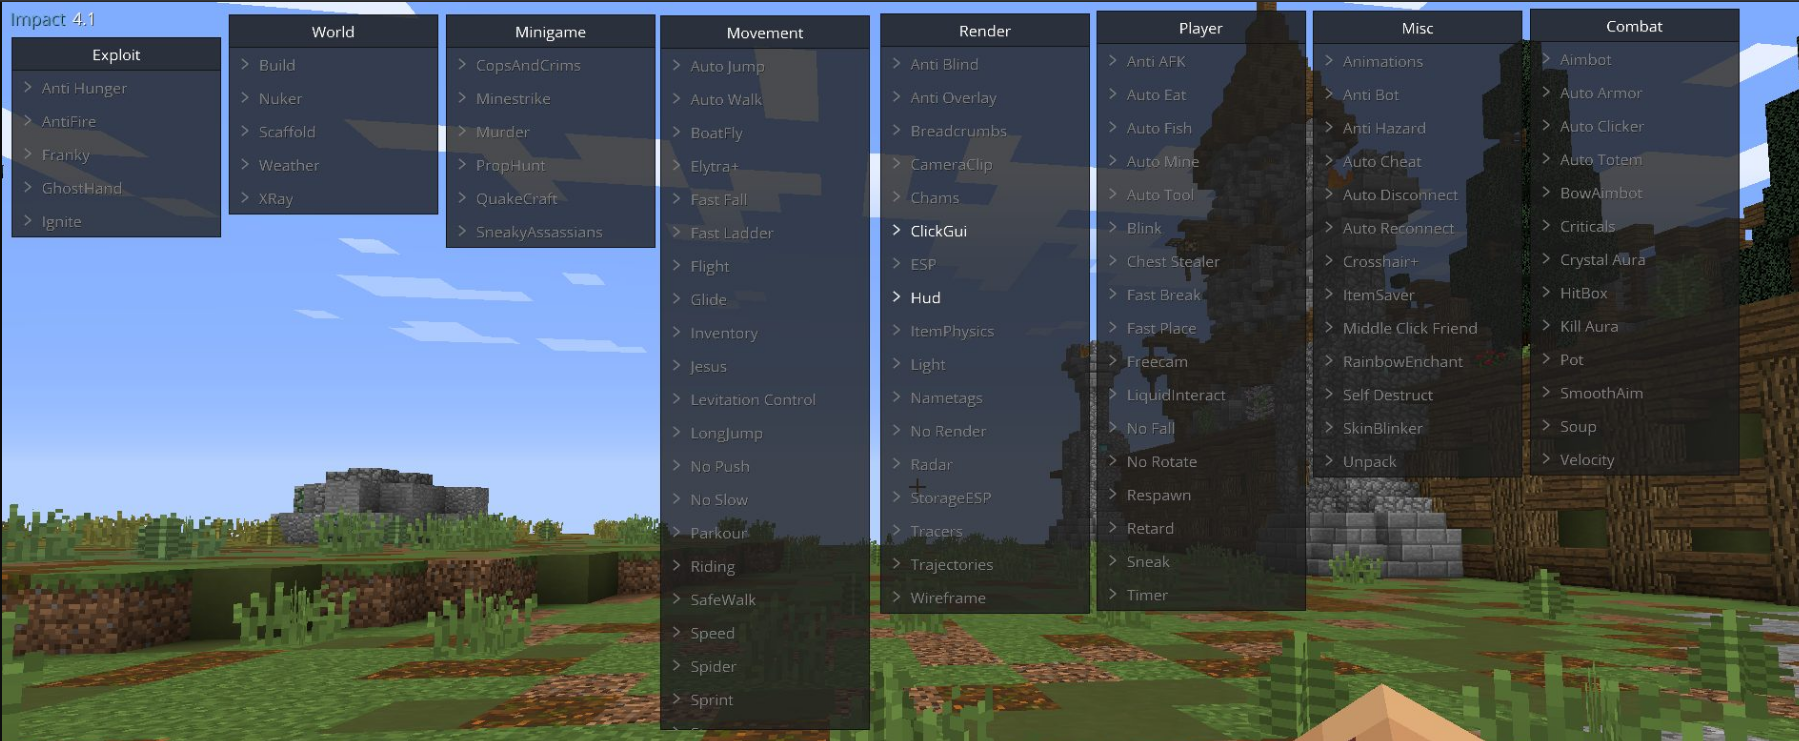 Impact 4.1
Exploit
Anti Hunger
AntiFire
Franky
GhostHand
Ignite
World
Build
Nuker
Scaffold
Weather
XRay
Minigame
CopsAndCrims
Minestrike
Murder
PropHunt
QuakeCraft
SneakyAssassians
Movement
Auto Jump
Auto Walk
BoatFly
Elytra+
Fast Fall
Fast Ladder
Flight
Glide
Inventory
Jesus
Levitation Control
LongJump
No Push
No Slow
Parkour
Riding
SafeWalk
Speed
Spider
Sprint
Render
Anti Blind
Anti Overlay
Breadcrumbs
CameraClip
Chams
ClickGui
ESP
Hud
ItemPhysics
Light
Nametags
No Render
Radar
StorageESP
Tracers
Trajectories
Wireframe
Player
Anti AFK
Auto Eat
Auto Fish
Auto Mine
Auto Tool
Blink
Chest Stealer
Fast Break
Fast Place
Freecam
LiquidInteract
No Fall
No Rotate
Respawn
Retard
Sneak
Timer
Misc
Animations
Anti Bot
Anti Hazard
Auto Cheat
Auto Disconnect
Auto Reconnect
Crosshair+
ItemSaver
Middle Click Friend
RainbowEnchant
Self Destruct
SkinBlinker
Unpack
Combat
Aimbot
Auto Armor
Auto Clicker
Auto Totem
BowAimbot
Criticals
Crystal Aura
HitBox
Kill Aura
Pot
SmoothAim
Soup
Velocity